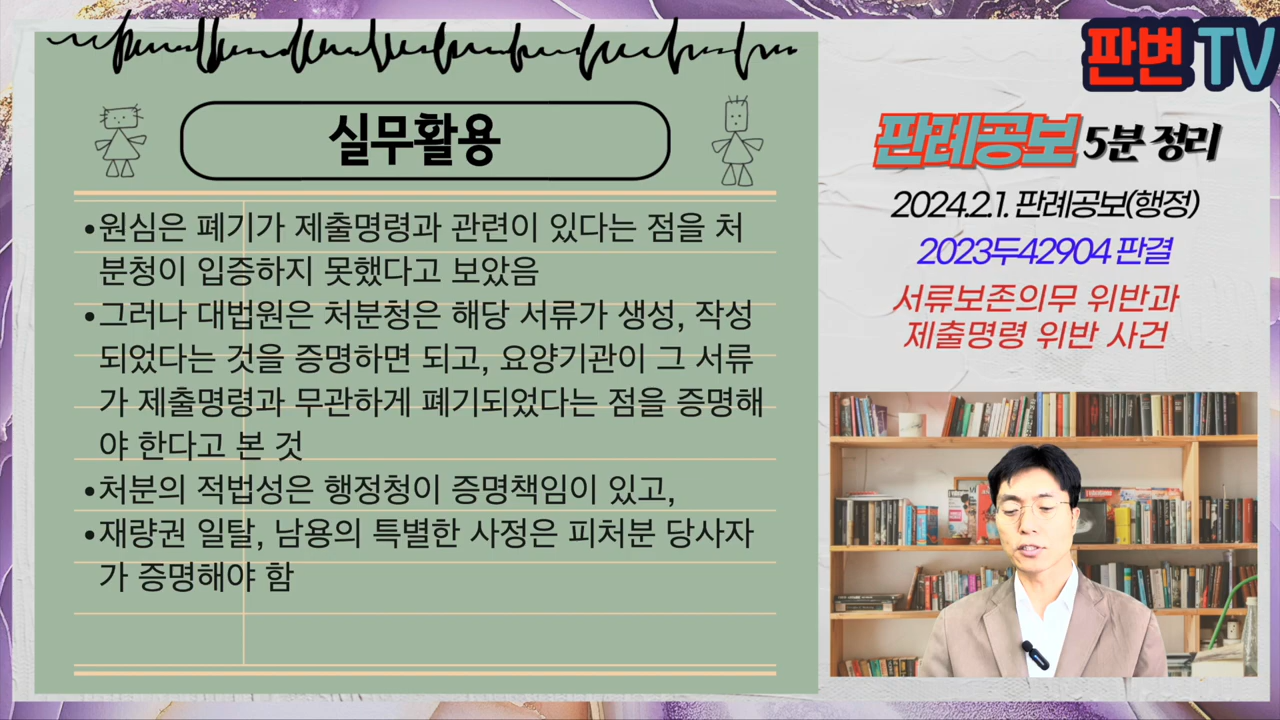 실무활용
•원심은 폐기가 제출명령과 관련이 있다는 점을 처
분청이 입증하지 못했다고 보았음
•그러나 대법원은 처분청은 해당 서류가 생성, 작성
되었다는 것을 증명하면 되고, 요양기관이 그 서류
가 제출명령과 무관하게 폐기되었다는 점을 증명해
야 한다고 본 것
•처분의 적법성은 행정청이 증명책임이 있고,
•재량권 일탈, 남용의 특별한 사정은 피처분 당사자
가 증명해야 함
판변 TV
판례공보 5분 정리
2024.2.1. 판례공보(행정)
2023두42904 판결
서류보존의무 위반과
제출명령 위반 사건